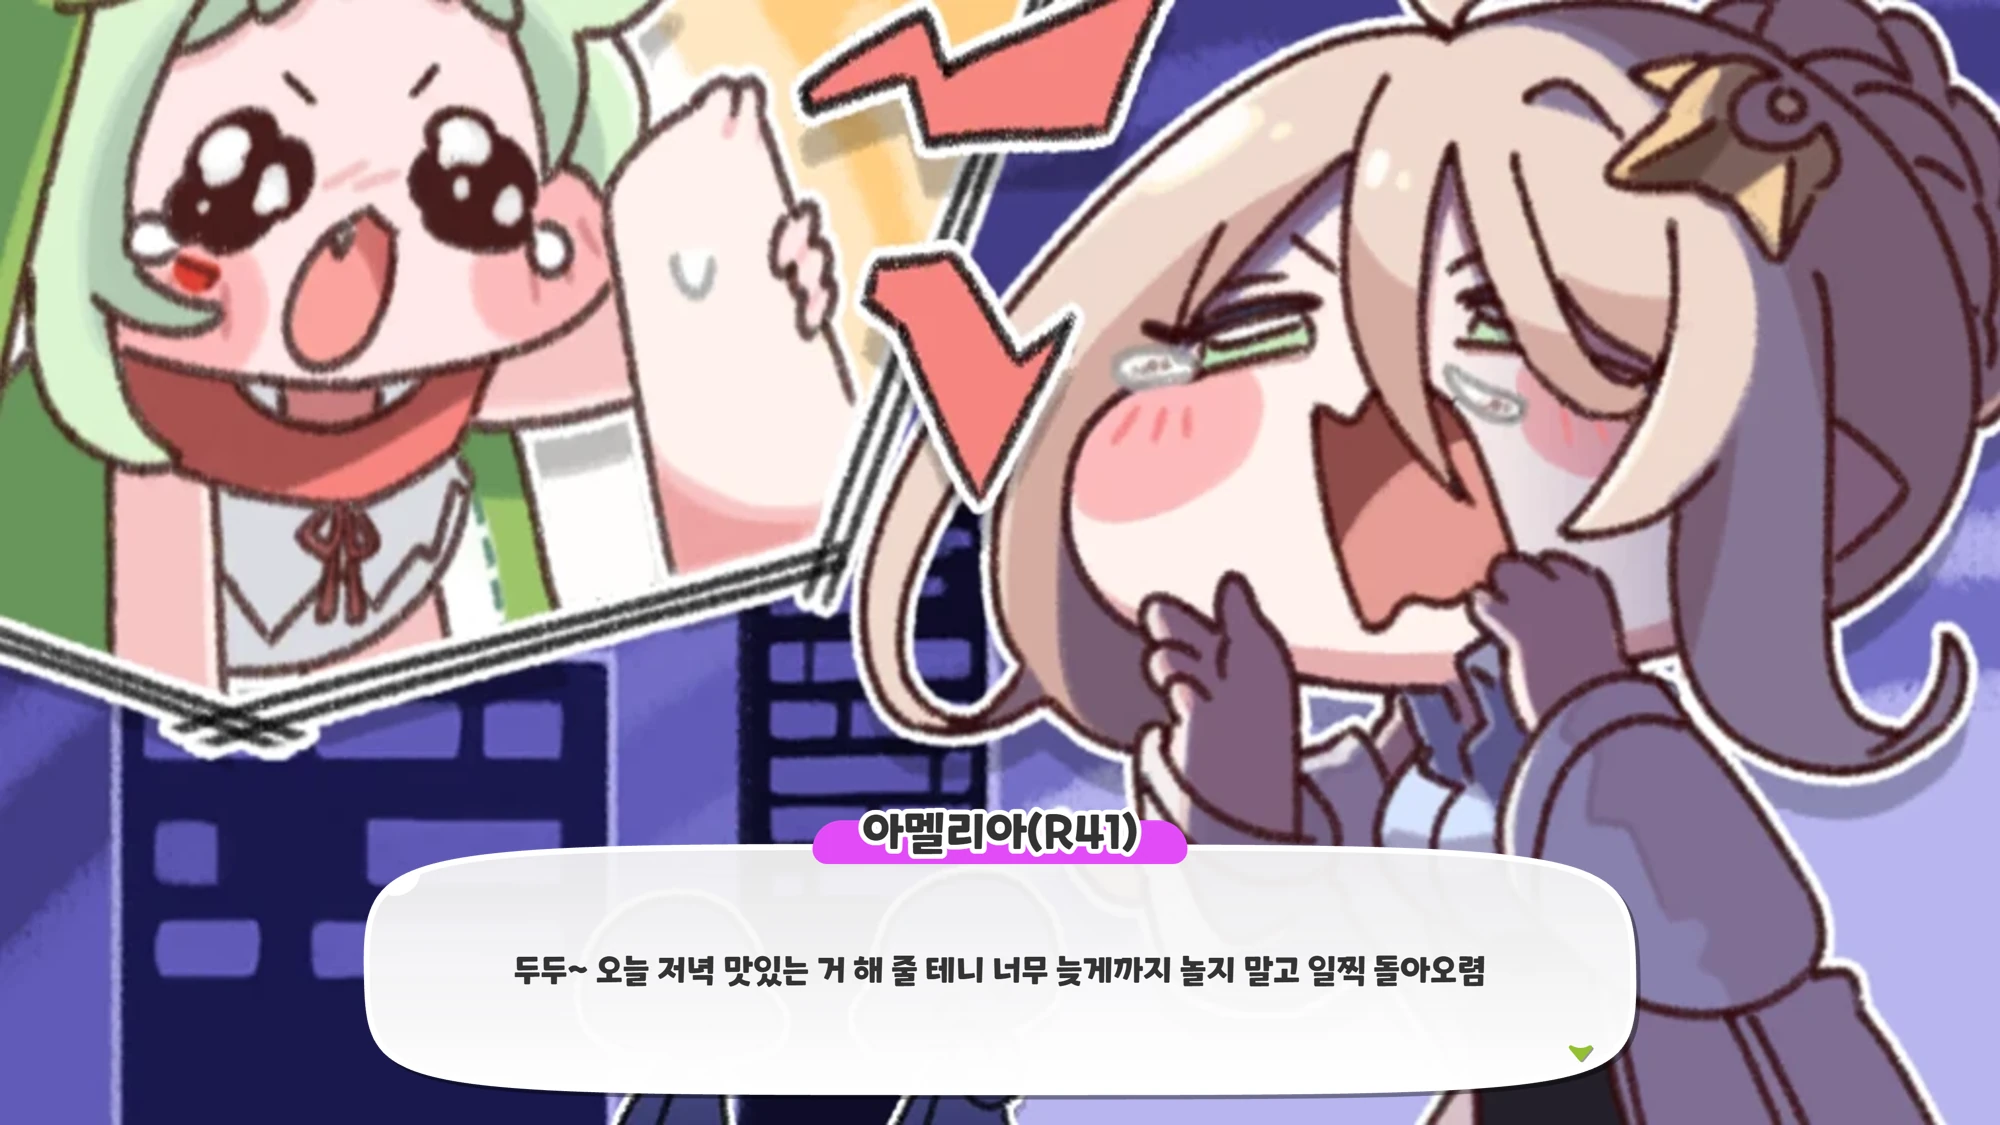 아멜리아(R41)
두두~ 오늘 저녁 맛있는 거 해 줄 테니 너무 늦게까지 놀지 말고 일찍 돌아오렴